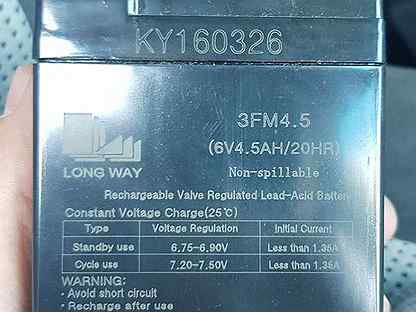 KY160326
3FM4.5
(6V4.5AH/20HR)
LONG WAY
Non-spillable
Rechargeable Valve Regulated Lead-Acid Batter
Constant Voltage Charge(25℃)
Type Voltage Regulation Initial Current
Standby use 6.75-6.90V Less than 1.35A
Cycle use 7.20-7.50V Less than 1.35A
WARNING:
· Avoid short circuit
· Recharge after use